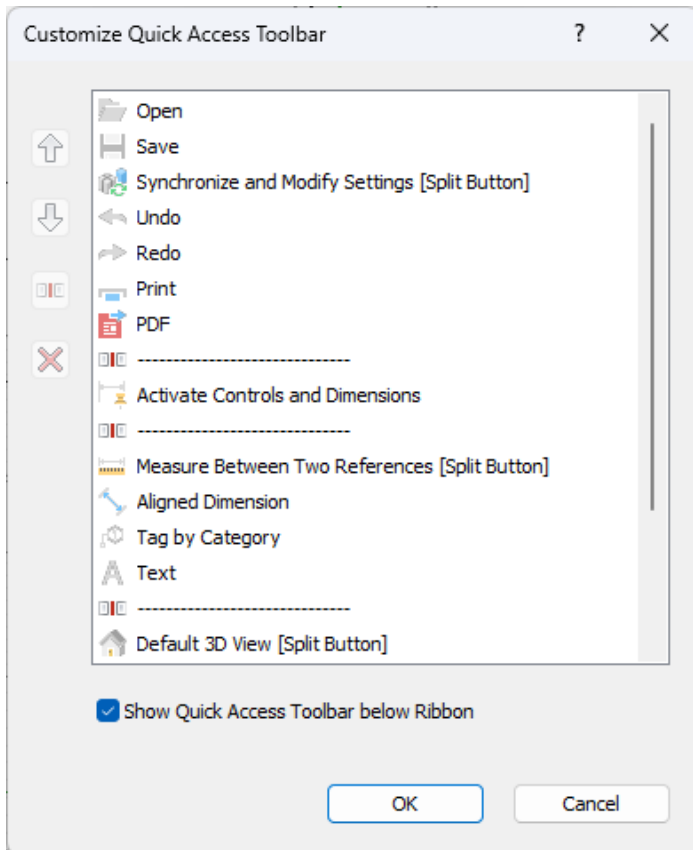 Customize Quick Access Toolbar ?
Open
Save
Synchronize and Modify Settings [Split Button]
Undo
Redo
Print
PDF
------------------------------
Activate Controls and Dimensions
------------------------------
Measure Between Two References [Split Button]
Aligned Dimension
Tag by Category
Text
------------------------------
Default 3D View [Split Button]
Show Quick Access Toolbar below Ribbon
OK Cancel